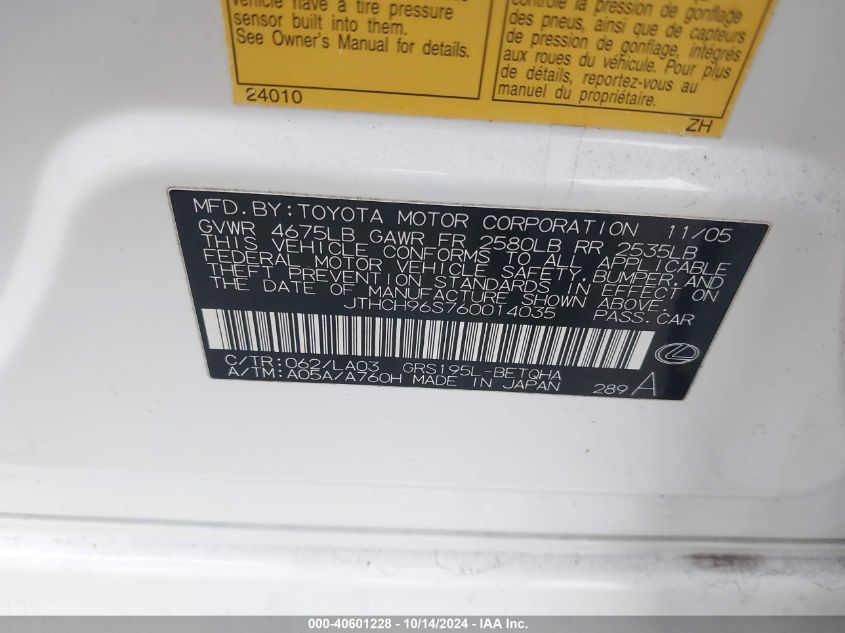 vehicle have a tire pressure
sensor built into them.
See Owner's Manual for details.
24010
contrôle la pression de gonflage
des pneus, ainsi que de capteurs
de pression de gonflage, intégrés
aux roues du véhicule. Pour plus
de détails, reportez-vous au
manuel du propriétaire.
ZH
MFD.BY:TOYOTA MOTOR CORPORATION 11/05
GVWR 4675LB GAWR FR 2580LB RR 2535LB
THIS VEHICLE CONFORMS TO ALL APPLICABLE
FEDERAL MOTOR VEHICLE SAFETY,BUMPER,AND
THEFT PREVENTION STANDARDS IN EFFECT ON
THE DATE OF MANUFACTURE SHOWN ABOVE.
JTHCH96S760014035 PASS.CAR
C/TR:062/LA03 GRS195L-BETQHA
A/TM:A05A/A760H MADE IN JAPAN 289 A
000-40601228 - 10/14/2024 - IAA Inc.